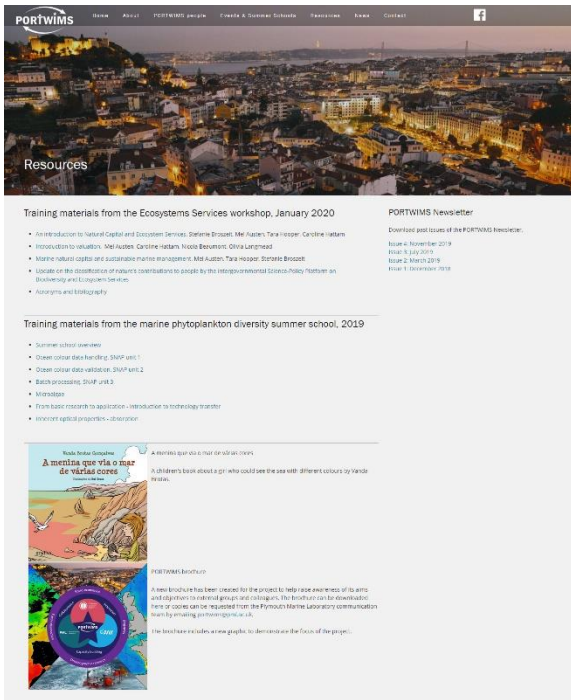 PORTWIMS
Home About PORTWIMS people Events & Summer Schools Resources News Contact
f
Resources
Training materials from the Ecosystems Services workshop, January 2020
An introduction to Natural Capital and Ecosystem Services. Stefanie Broszeit, Mel Austen, Tara Hooper, Caroline Hattam
Introduction to valuation. Mel Austen, Caroline Hattam, Nicola Beaumont, Olivia Langmead
Marine natural capital and sustainable marine management. Mel Austen, Tara Hooper, Stefanie Broszeit
Update on the classification of nature's contributions to people by the Intergovernmental Science-Policy Platform on
Biodiversity and Ecosystem Services
Acronyms and bibliography
Training materials from the marine phytoplankton diversity summer school, 2019
Summer school overview
Ocean colour data handling. SNAP unit 1
Ocean colour data validation. SNAP unit 2
Batch processing. SNAP unit 3
Microalgae
From basic research to application - introduction to technology transfer
Inherent optical properties - absorption
PORTWIMS Newsletter
Download past issues of the PORTWIMS Newsletter.
Issue 4: November 2019
Issue 3: July 2019
Issue 2: March 2019
Issue 1: December 2018
Vanda Brotas Gonçalves
A menina que via o mar
de várias cores
A menina que via o mar de várias cores
A children's book about a girl who could see the sea with different colours by Vanda
Brotas.
PORTWIMS
PORTWIMS brochure
A new brochure has been created for the project to help raise awareness of its aims
and objectives to external groups and colleagues. The brochure can be downloaded
here or copies can be requested from the Plymouth Marine Laboratory communication
team by emailing portwims@pml.ac.uk.
The brochure includes a new graphic to demonstrate the focus of the project.